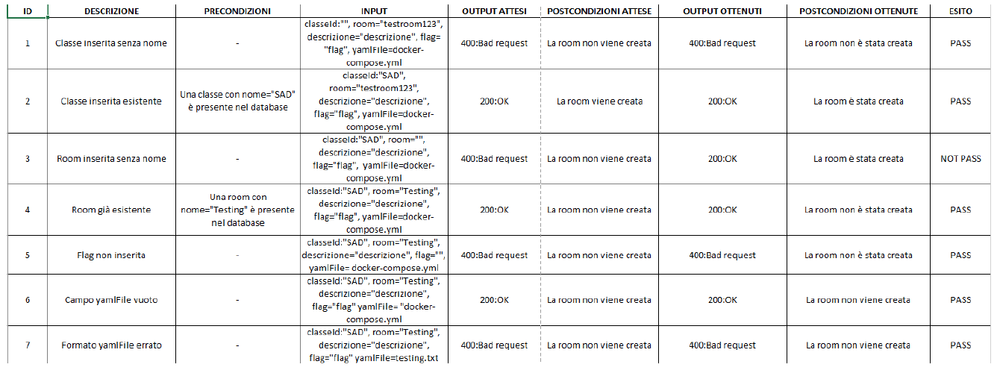 ID DESCRIZIONE PRECONDIZIONI INPUT OUTPUT ATTESI POSTCONDIZIONI ATTESE OUTPUT OTTENUTI POSTCONDIZIONI OTTENUTE ESITO
1 Classe inserita senza nome - classeId:"", room="testroom123",
descrizione="descrizione", flag=
"flag", yamlFile=docker-
compose.yml 400:Bad request La room non viene creata 400:Bad request La room non è stata creata PASS
2 Classe inserita esistente Una classe con nome="SAD"
è presente nel database classeId:"SAD",
room="testroom123",
descrizione="descrizione",
flag="flag", yamlFile=docker-
compose.yml 200:OK La room viene creata 200:OK La room è stata creata PASS
3 Room inserita senza nome - classeId:"SAD", room="",
descrizione="descrizione",
flag="flag", yamlFile=docker-
compose.yml 400:Bad request La room non viene creata 200:OK La room è stata creata NOT PASS
4 Room già esistente Una room con
nome="Testing" è presente
nel database classeId:"SAD", room="Testing",
descrizione="descrizione",
flag="flag", yamlFile=docker-
compose.yml 200:OK La room non viene creata 200:OK La room non è stata creata PASS
5 Flag non inserita - classeId:"SAD", room="Testing",
descrizione="descrizione", flag="",
yamlFile= docker-compose.yml 400:Bad request La room non viene creata 400:Bad request La room non è stata creata PASS
6 Campo yamlFile vuoto - classeId:"SAD", room="Testing",
descrizione="descrizione",
flag="flag" yamlFile= "docker-
compose.yml 200:OK La room non viene creata 200:OK La room non viene creata PASS
7 Formato yamlFile errato - classeId:"SAD", room="Testing",
descrizione="descrizione",
flag="flag" yamlFile=testing.txt 400:Bad request La room non viene creata 400:Bad request La room non viene creata PASS